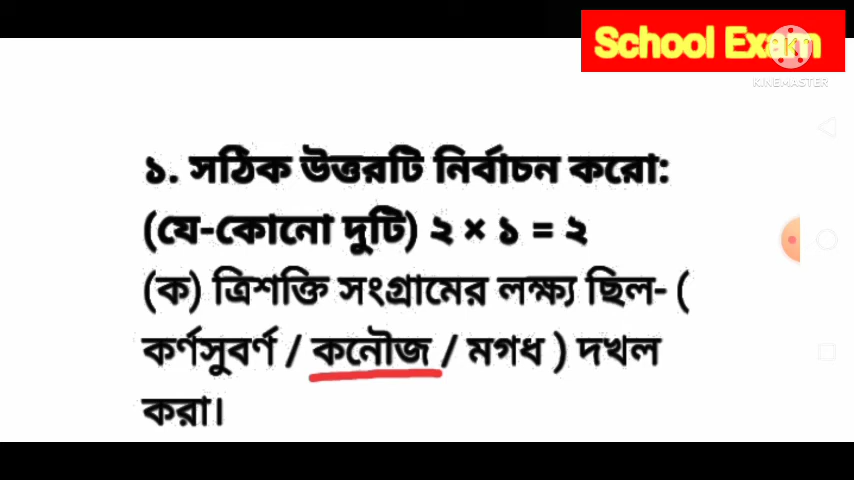 School Exam
KINEMASTER
১. সঠিক উত্তরটি নির্বাচন করো:
(যে-কোনো দুটি) ২ × ১ = ২
(ক) ত্রিশক্তি সংগ্রামের লক্ষ্য ছিল- (
কর্ণসুবর্ণ / কনৌজ / মগধ ) দখল
করা।